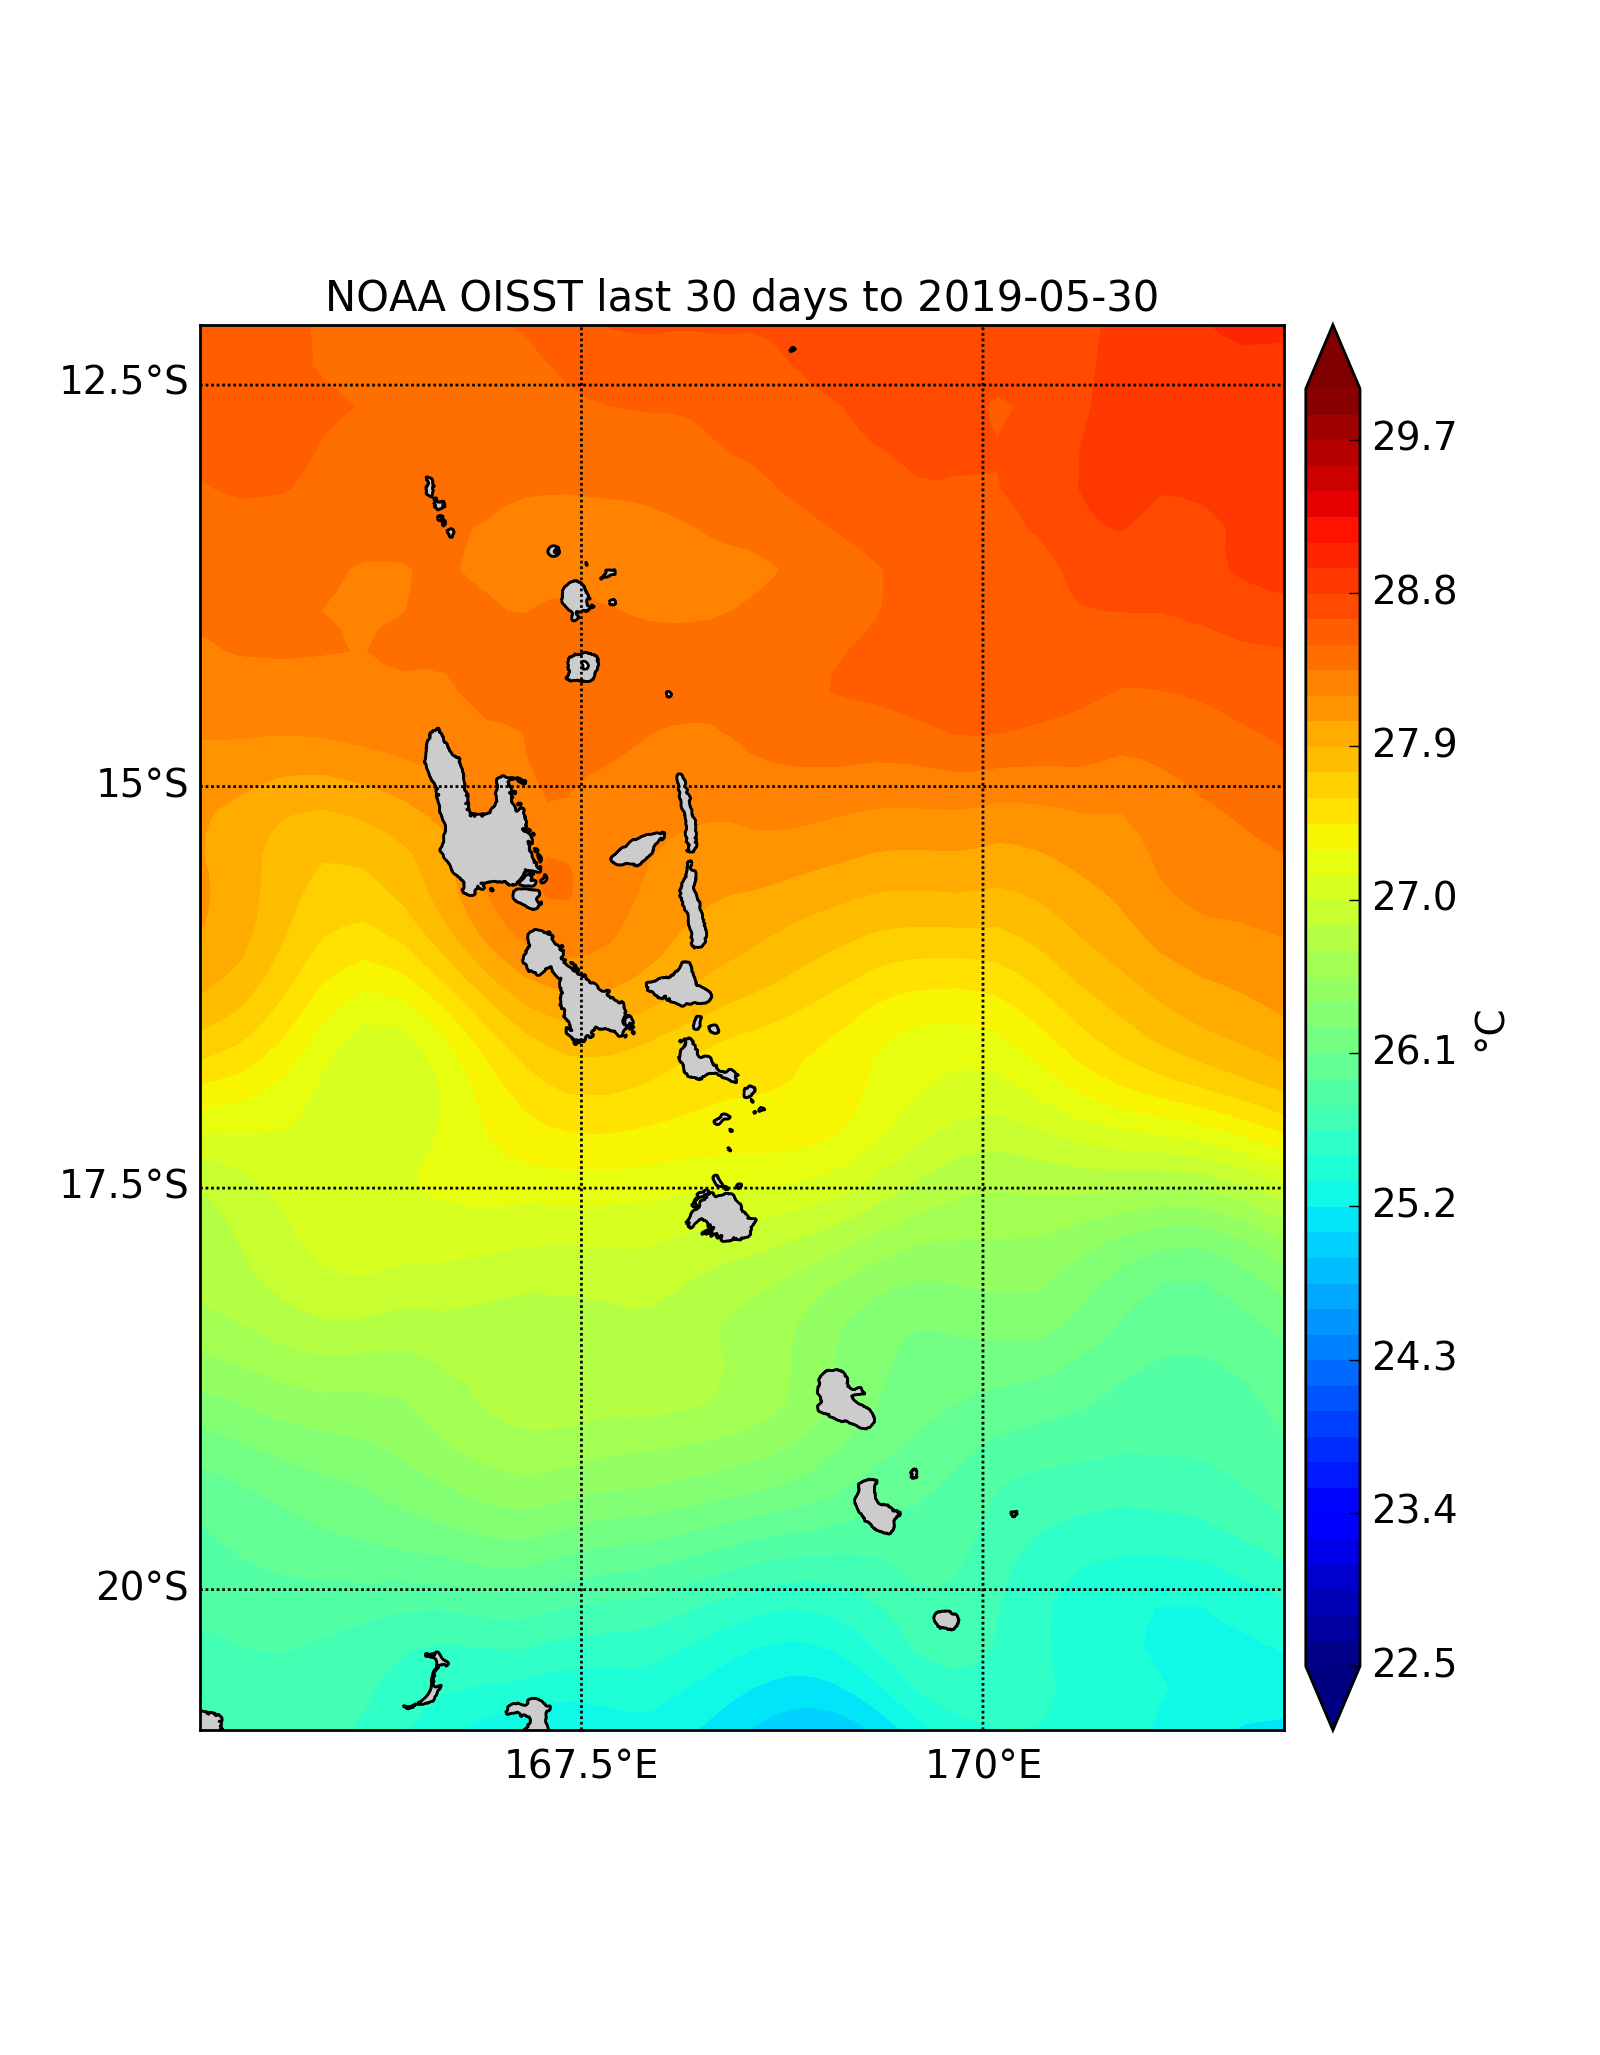 NOAA OISST last 30 days to 2019-05-30
12.5°S
15°S
17.5°S
20°S
167.5°E
170°E
29.7
28.8
27.9
27.0
26.1
25.2
24.3
23.4
22.5
°C